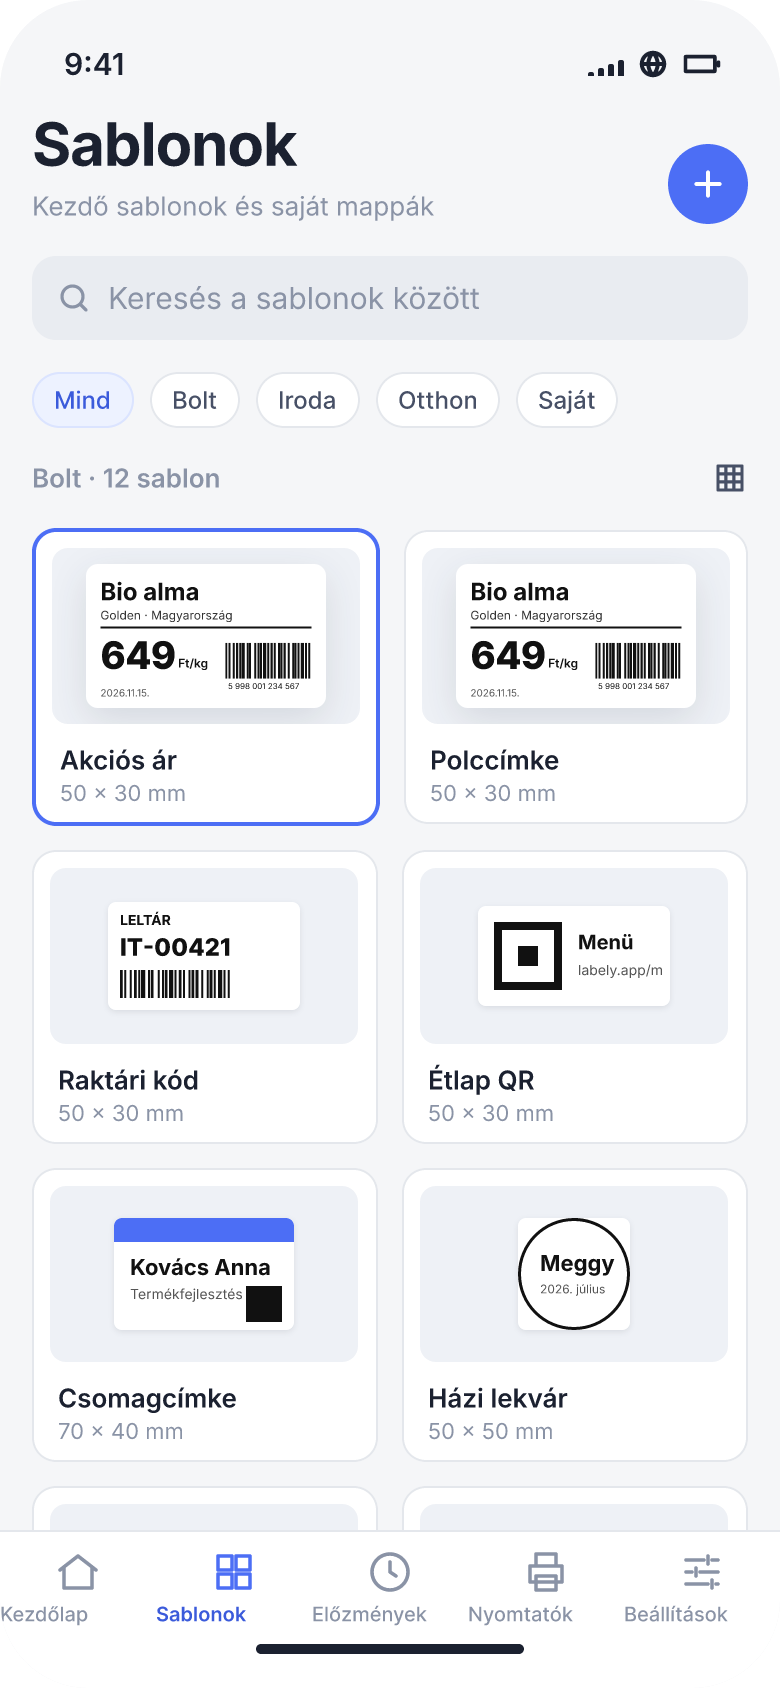 9:41
Sablonok
Kezdő sablonok és saját mappák
Keresés a sablonok között
Mind
Bolt
Iroda
Otthon
Saját
Bolt · 12 sablon
Bio alma
Golden · Magyarország
649 Ft/kg
5 998 001 234 567
2026.11.15.
Akciós ár
50 × 30 mm
Bio alma
Golden · Magyarország
649 Ft/kg
5 998 001 234 567
2026.11.15.
Polccímke
50 × 30 mm
LELTÁR
IT-00421
Raktári kód
50 × 30 mm
Menü
labely.app/m
Étlap QR
50 × 30 mm
Kovács Anna
Termékfejlesztés
Csomagcímke
70 × 40 mm
Meggy
2026. július
Házi lekvár
50 × 50 mm
Kezdőlap
Sablonok
Előzmények
Nyomtatók
Beállítások